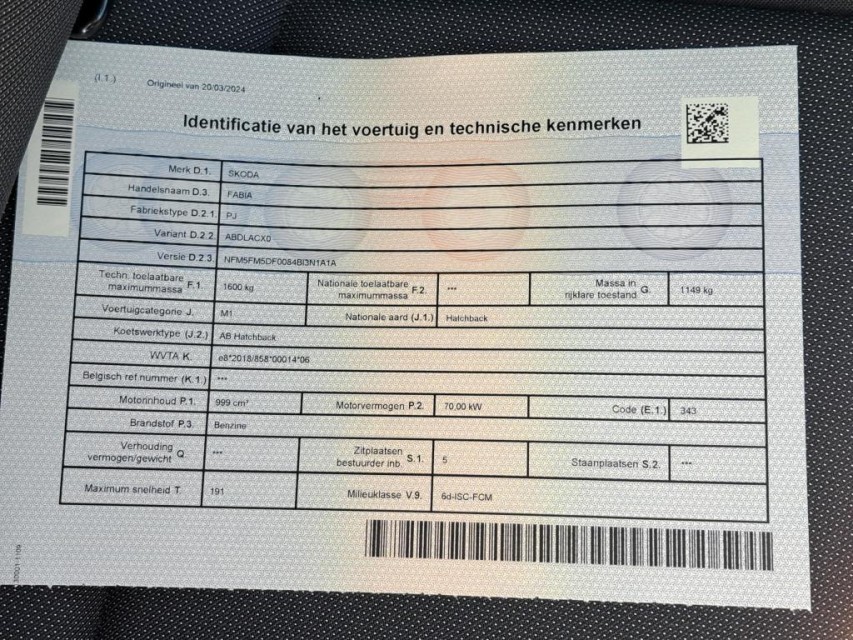 (I.1.) Origineel van 20/03/2024
Identificatie van het voertuig en technische kenmerken
Merk D.1. SKODA
Handelsnaam D.3. FABIA
Fabriekstype D.2.1 PJ
Variant D.2.2. ABDLACX0
Versie D.2.3. NFM5FM5DF0084BI3N1A1A
Techn. toelaatbare maximummassa F.1. 1600 kg Nationale toelaatbare maximummassa F.2. *** Massa in rijklare toestand G. 1149 kg
Voertuigcategorie J. M1 Nationale aard (J.1.) Hatchback
Koetswerktype (J.2.) AB Hatchback
WVTA K. e8*2018/858*00014*06
Belgisch ref nummer (K.1.) ***
Motorinhoud P.1. 999 cm³ Motorvermogen P.2. 70,00 kW Code (E.1.) 343
Brandstof P.3. Benzine
Verhouding vermogen/gewicht Q. *** Zitplaatsen bestuurder inb. S.1. 5 Staanplaatsen S.2. ***
Maximum snelheid T. 191 Milieuklasse V.9. 6d-ISC-FCM